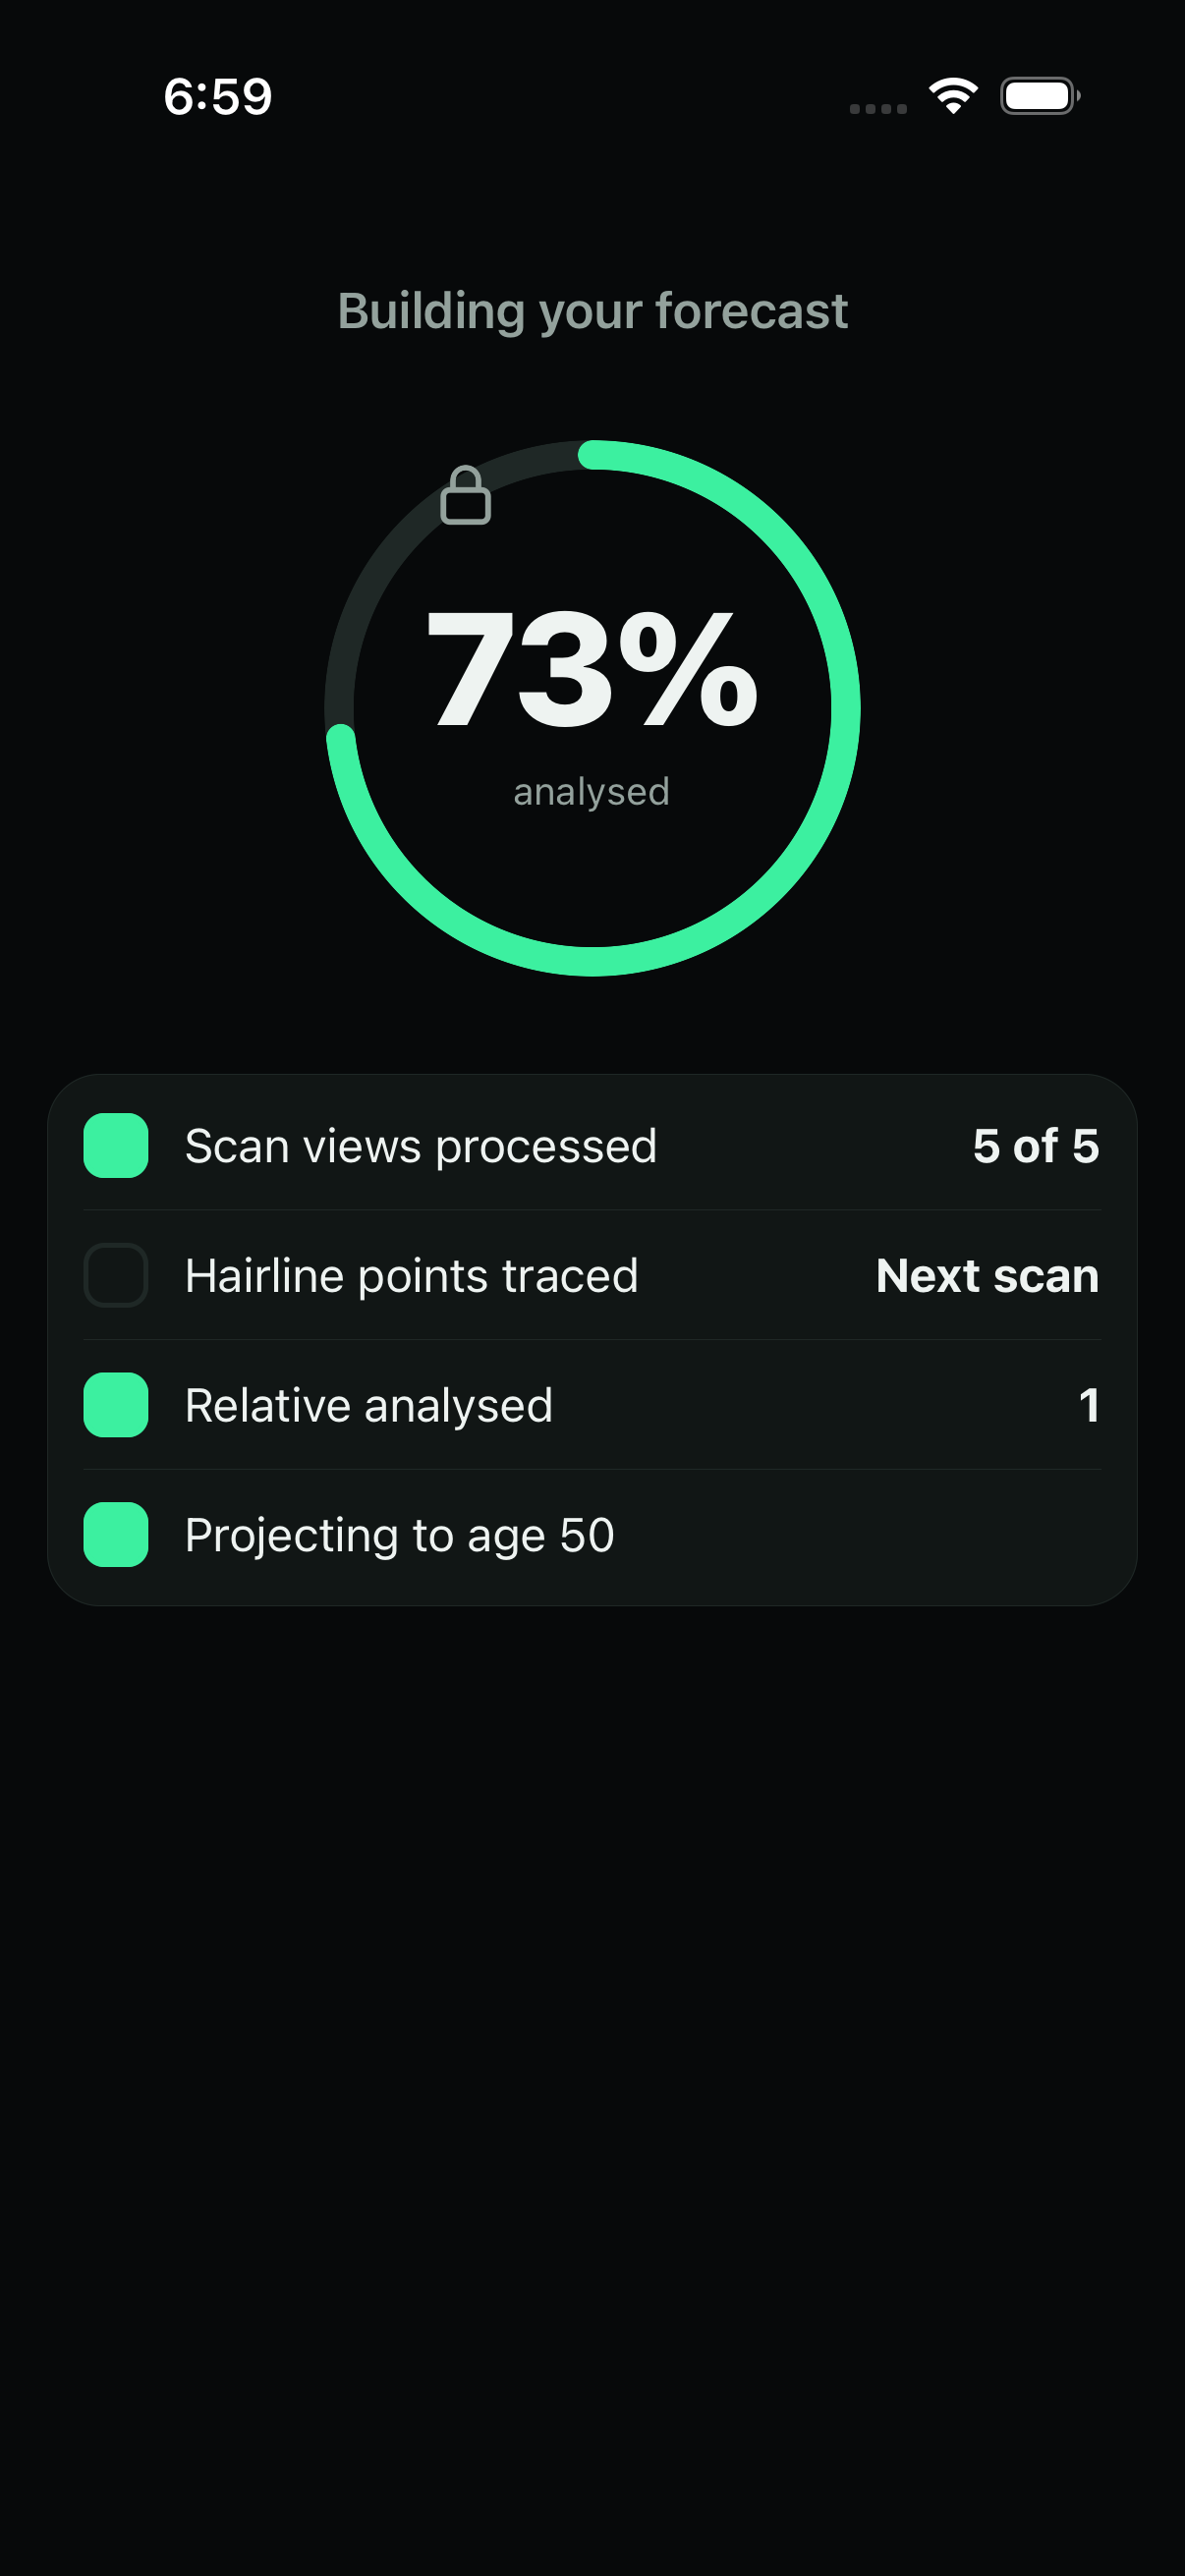 6:59
Building your forecast
73%
analysed
Scan views processed 5 of 5
Hairline points traced Next scan
Relative analysed 1
Projecting to age 50